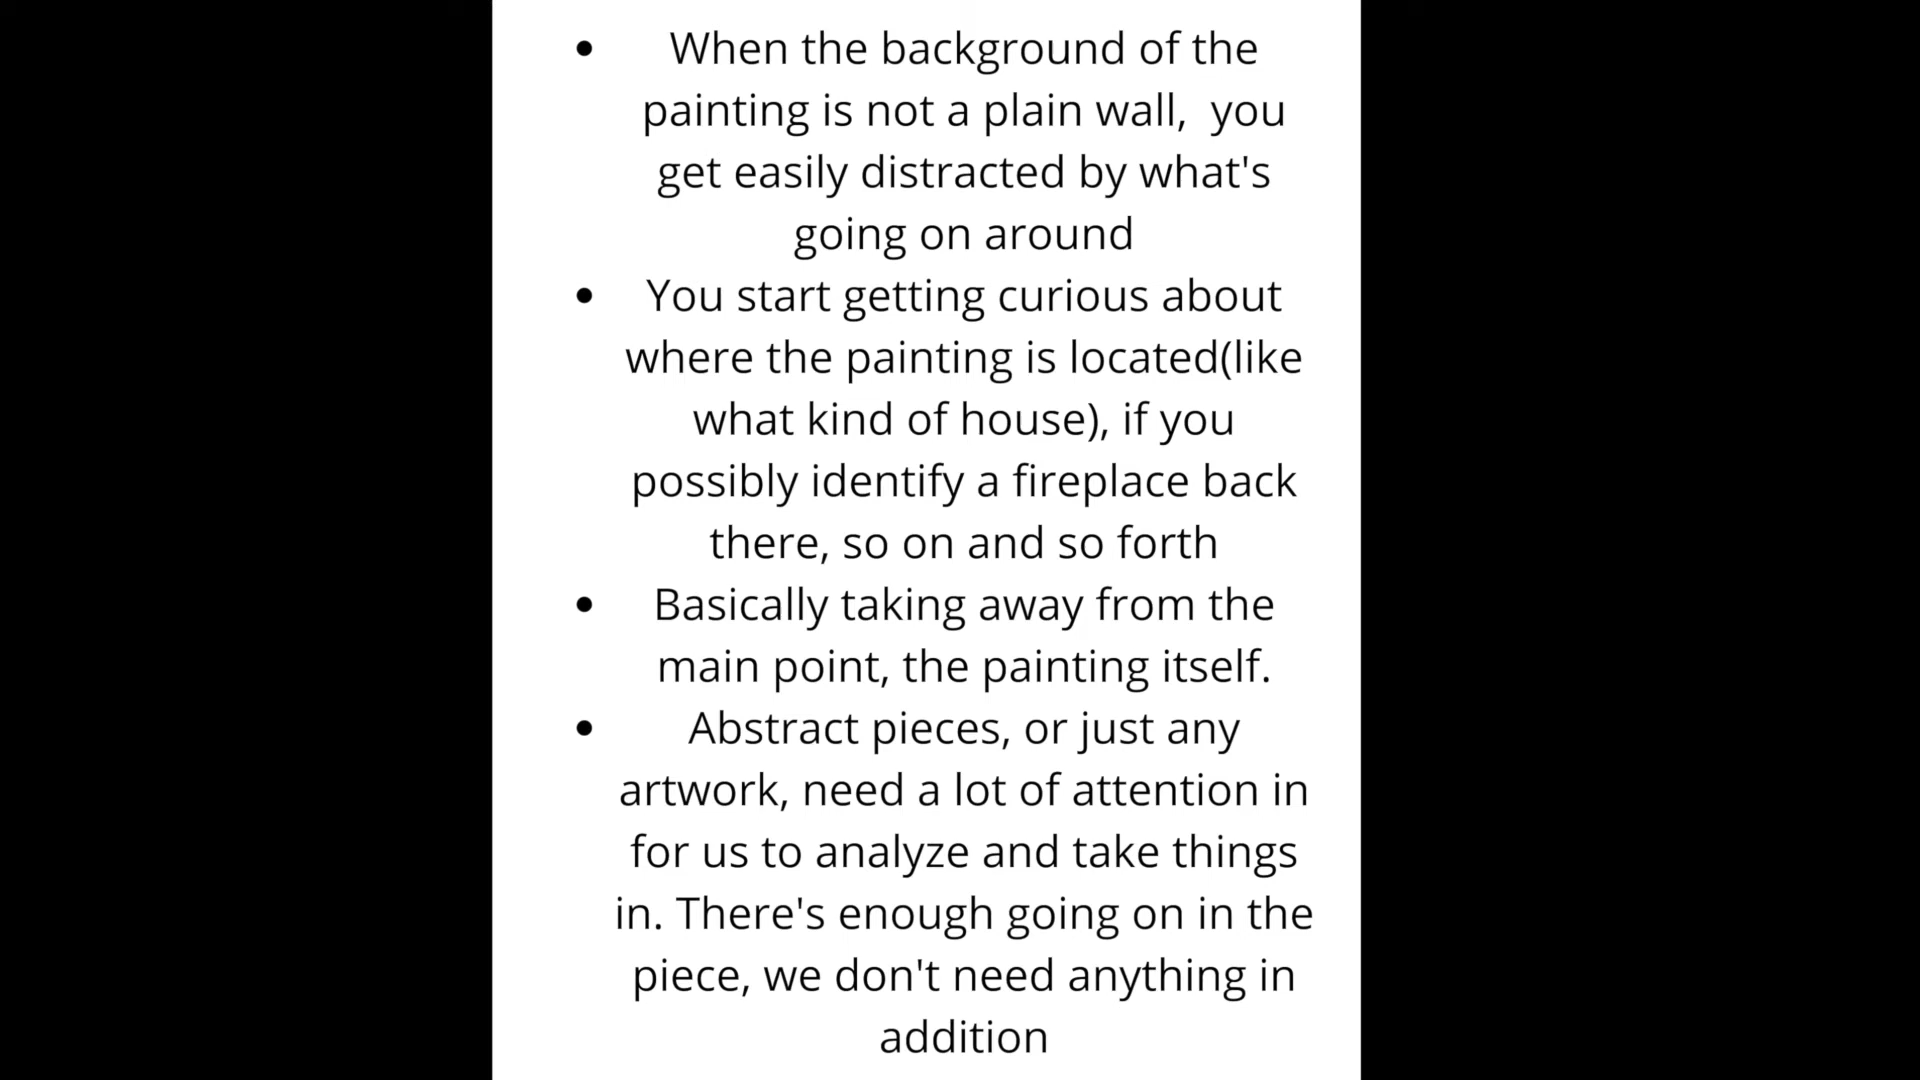 • When the background of the
painting is not a plain wall,  you
get easily distracted by what's
going on around
• You start getting curious about
where the painting is located(like
what kind of house), if you
possibly identify a fireplace back
there, so on and so forth
• Basically taking away from the
main point, the painting itself.
• Abstract pieces, or just any
artwork, need a lot of attention in
for us to analyze and take things
in. There's enough going on in the
piece, we don't need anything in
addition